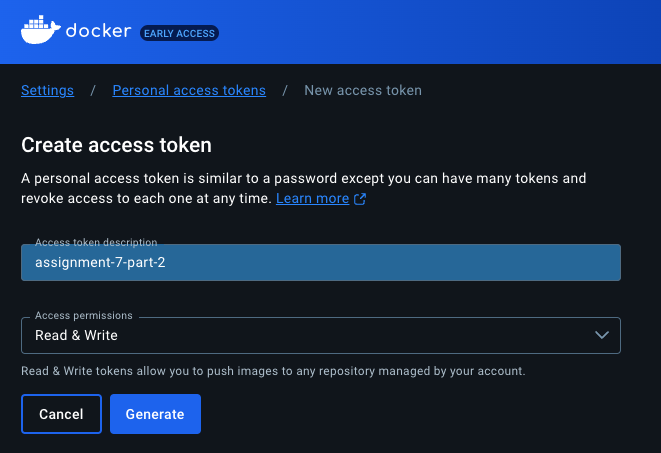 docker EARLY ACCESS
Settings / Personal access tokens / New access token
Create access token
A personal access token is similar to a password except you can have many tokens and
revoke access to each one at any time. Learn more
Access token description
assignment-7-part-2
Access permissions
Read & Write
Read & Write tokens allow you to push images to any repository managed by your account.
Cancel Generate